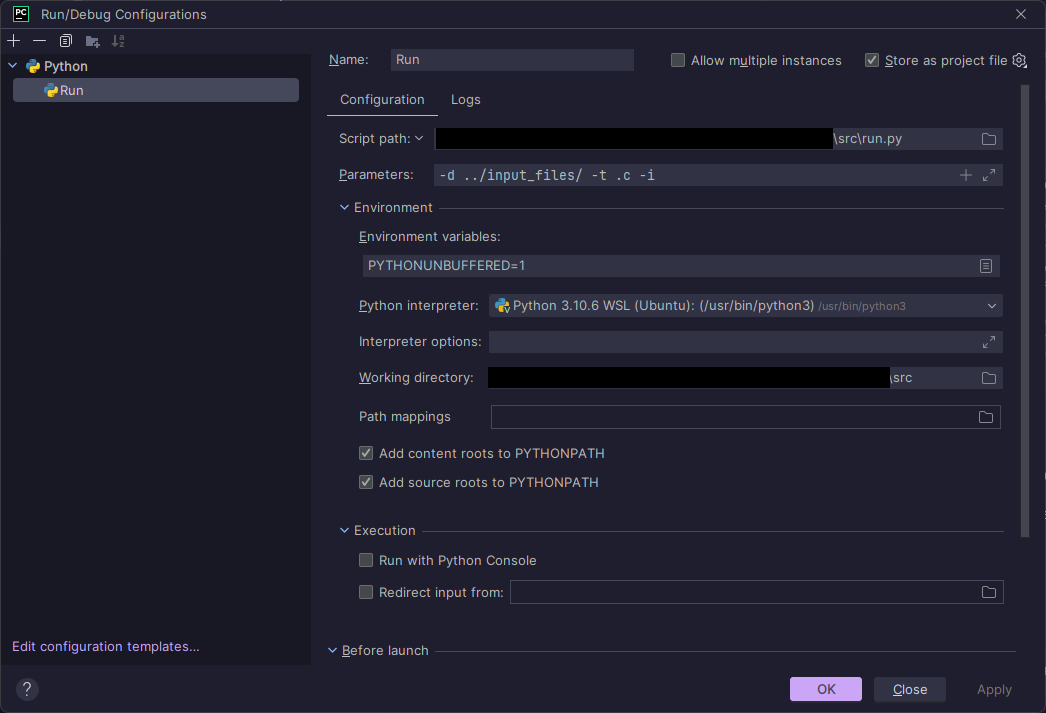 PC Run/Debug Configurations
Python
Run
Name: Run Allow multiple instances Store as project file
Configuration Logs
Script path: \src\run.py
Parameters: -d ../input_files/ -t .c -i
Environment
Environment variables:
PYTHONUNBUFFERED=1
Python interpreter: Python 3.10.6 WSL (Ubuntu): (/usr/bin/python3) /usr/bin/python3
Interpreter options:
Working directory: \src
Path mappings
Add content roots to PYTHONPATH
Add source roots to PYTHONPATH
Execution
Run with Python Console
Redirect input from:
Edit configuration templates...
Before launch
? OK Close Apply